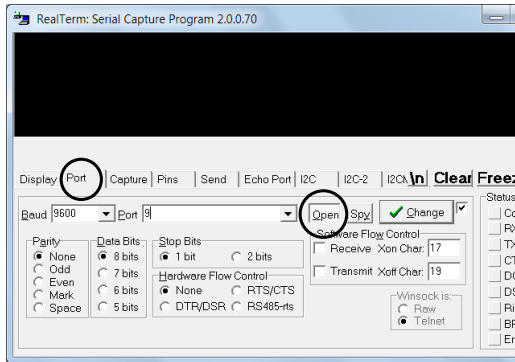 RealTerm: Serial Capture Program 2.0.0.70
Display Port Capture Pins Send Echo Port I2C I2C-2 \n Clear
Status
Baud 9600 Port 9 Open Spy Change
Parity
None
Odd
Even
Mark
Space
Data Bits
8 bits
7 bits
6 bits
5 bits
Stop Bits
1 bit 2 bits
Hardware Flow Control
None RTS/CTS
DTR/DSR RS485-rts
Software Flow Control
Receive Xon Char: 17
Transmit Xoff Char: 19
Winsock is:
Raw
Telnet